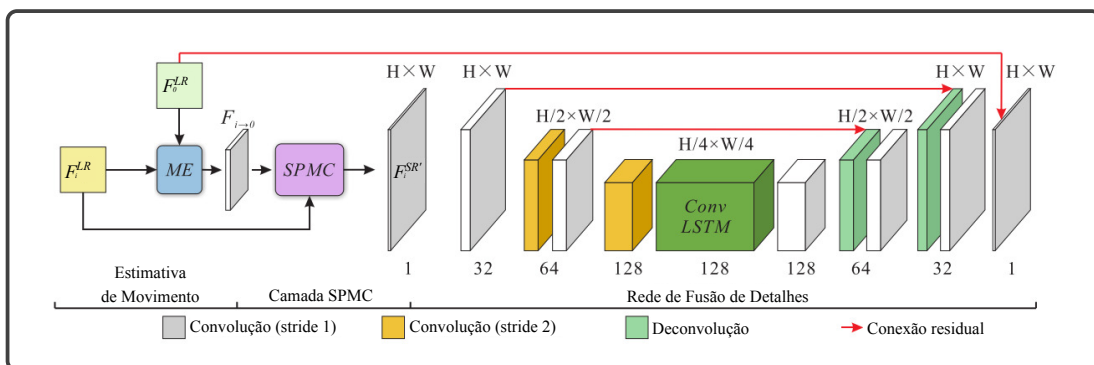 H×W
H×W
H×W
H×W
F_0^{LR}
F_{i→0}
H/2×W/2
H/2×W/2
H/4×W/4
F_i^{LR}
ME
SPMC
F_i^{SR'}
Conv
LSTM
1
32
64
128
128
128
64
32
1
Estimativa
de Movimento
Camada SPMC
Rede de Fusão de Detalhes
Convolução (stride 1)
Convolução (stride 2)
Deconvolução
Conexão residual